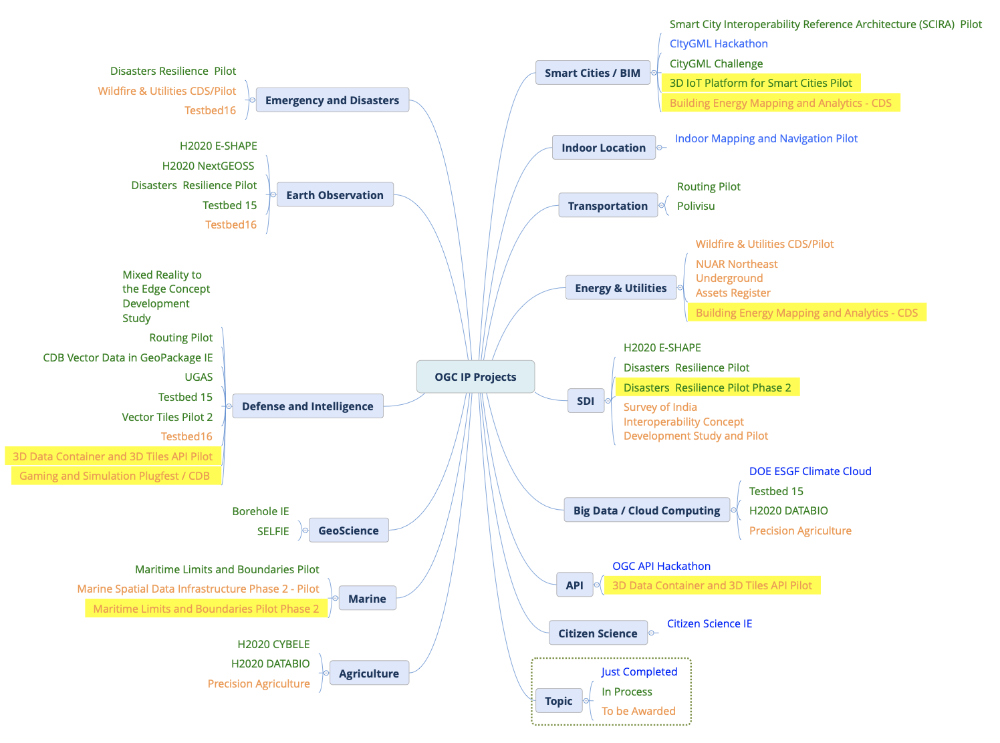 OGC IP Projects
Emergency and Disasters
Disasters Resilience  Pilot
Wildfire & Utilities CDS/Pilot
Testbed16
Earth Observation
H2020 E-SHAPE
H2020 NextGEOSS
Disasters  Resilience Pilot
Testbed 15
Testbed16
Defense and Intelligence
Mixed Reality to
the Edge Concept
Development
Study
Routing Pilot
CDB Vector Data in GeoPackage IE
UGAS
Testbed 15
Vector Tiles Pilot 2
Testbed16
3D Data Container and 3D Tiles API Pilot
Gaming and Simulation Plugfest / CDB
GeoScience
Borehole IE
SELFIE
Marine
Maritime Limits and Boundaries Pilot
Marine Spatial Data Infrastructure Phase 2 - Pilot
Maritime Limits and Boundaries Pilot Phase 2
Agriculture
H2020 CYBELE
H2020 DATABIO
Precision Agriculture
Smart Cities / BIM
Smart City Interoperability Reference Architecture (SCIRA)  Pilot
CItyGML Hackathon
CityGML Challenge
3D IoT Platform for Smart Cities Pilot
Building Energy Mapping and Analytics - CDS
Indoor Location
Indoor Mapping and Navigation Pilot
Transportation
Routing Pilot
Polivisu
Energy & Utilities
Wildfire & Utilities CDS/Pilot
NUAR Northeast
Underground
Assets Register
Building Energy Mapping and Analytics - CDS
SDI
H2020 E-SHAPE
Disasters  Resilience Pilot
Disasters  Resilience Pilot Phase 2
Survey of India
Interoperability Concept
Development Study and Pilot
Big Data / Cloud Computing
DOE ESGF Climate Cloud
Testbed 15
H2020 DATABIO
Precision Agriculture
API
OGC API Hackathon
3D Data Container and 3D Tiles API Pilot
Citizen Science
Citizen Science IE
Topic
Just Completed
In Process
To be Awarded